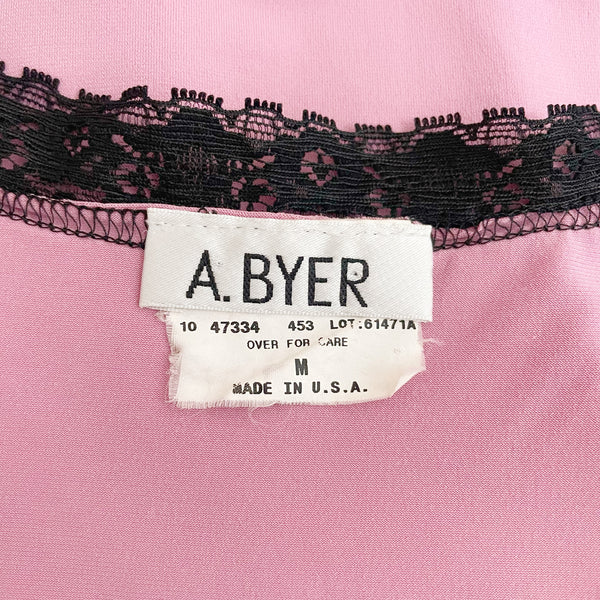 A.BYER
10 47334 453 LOT.61471A
OVER FOR CARE
M
MADE IN U.S.A.